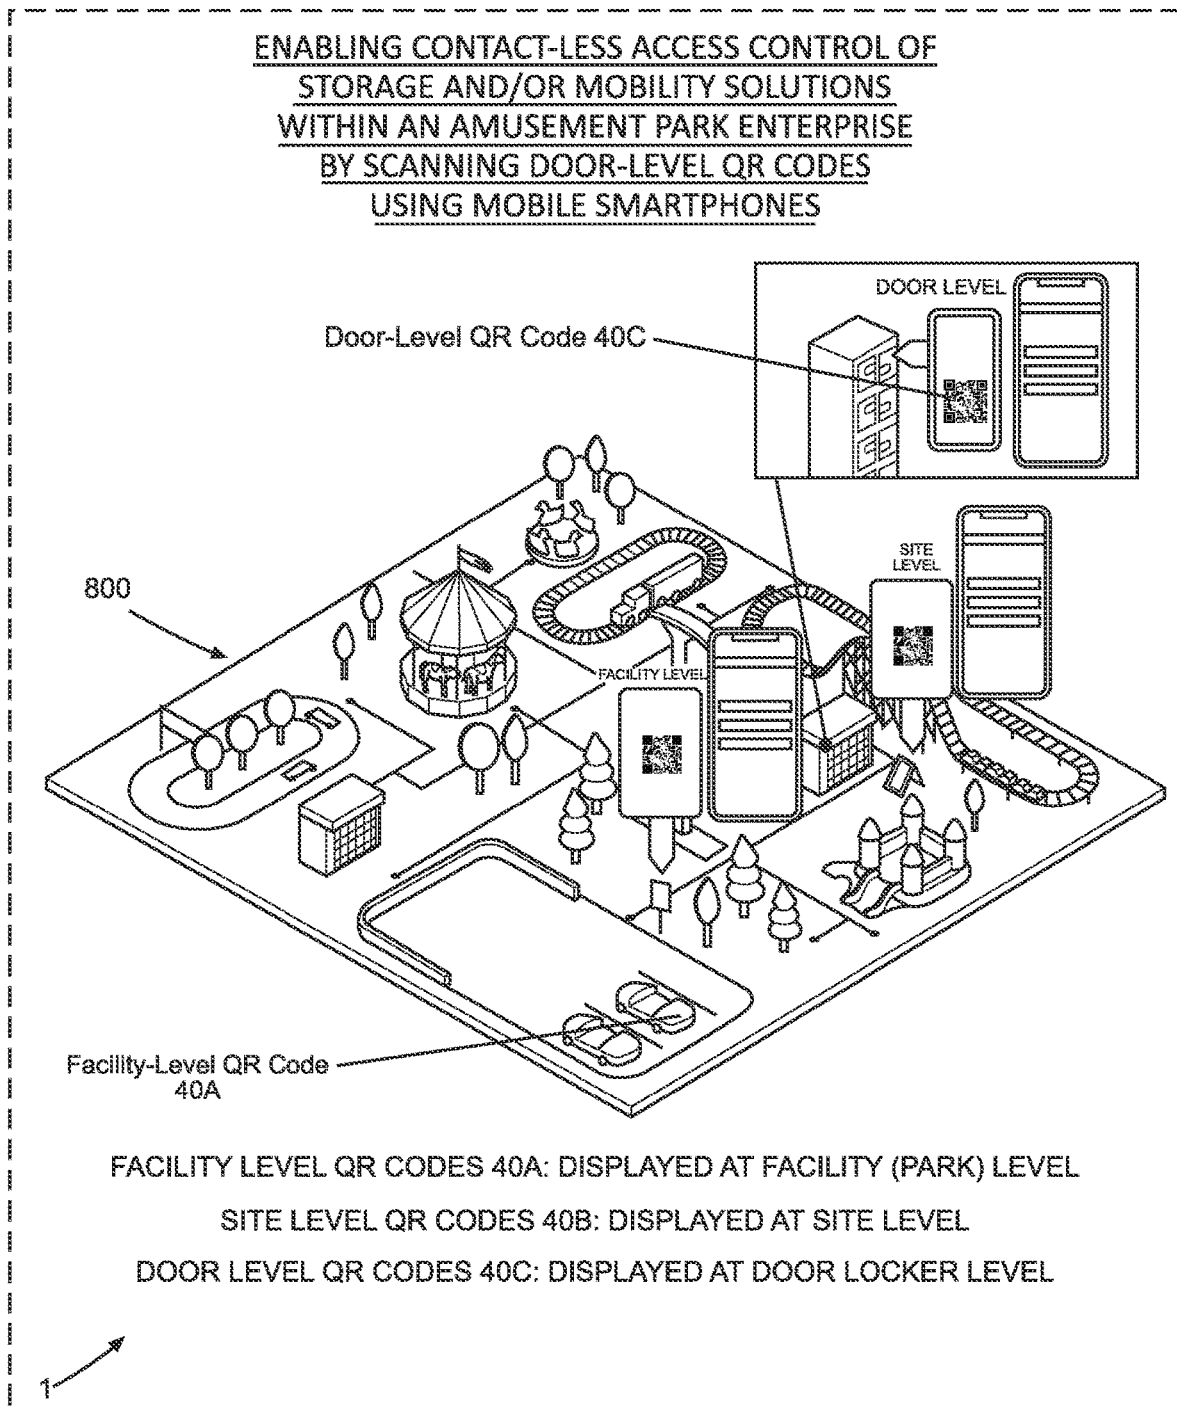 ENABLING CONTACT-LESS ACCESS CONTROL OF
STORAGE AND/OR MOBILITY SOLUTIONS
WITHIN AN AMUSEMENT PARK ENTERPRISE
BY SCANNING DOOR-LEVEL QR CODES
USING MOBILE SMARTPHONES
DOOR LEVEL
Door-Level QR Code 40C
SITE
LEVEL
800
FACILITY LEVEL
Facility-Level QR Code
40A
FACILITY LEVEL QR CODES 40A: DISPLAYED AT FACILITY (PARK) LEVEL
SITE LEVEL QR CODES 40B: DISPLAYED AT SITE LEVEL
DOOR LEVEL QR CODES 40C: DISPLAYED AT DOOR LOCKER LEVEL
1